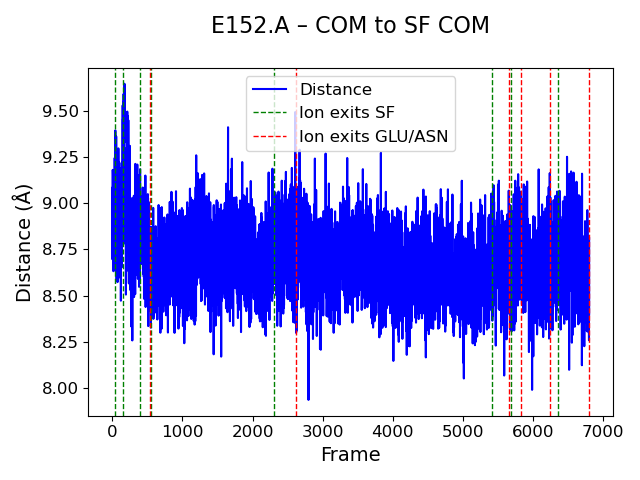 E152.A – COM to SF COM
Distance
Ion exits SF
Ion exits GLU/ASN
Distance (Å)
9.50
9.25
9.00
8.75
8.50
8.25
8.00
0 1000 2000 3000 4000 5000 6000 7000
Frame